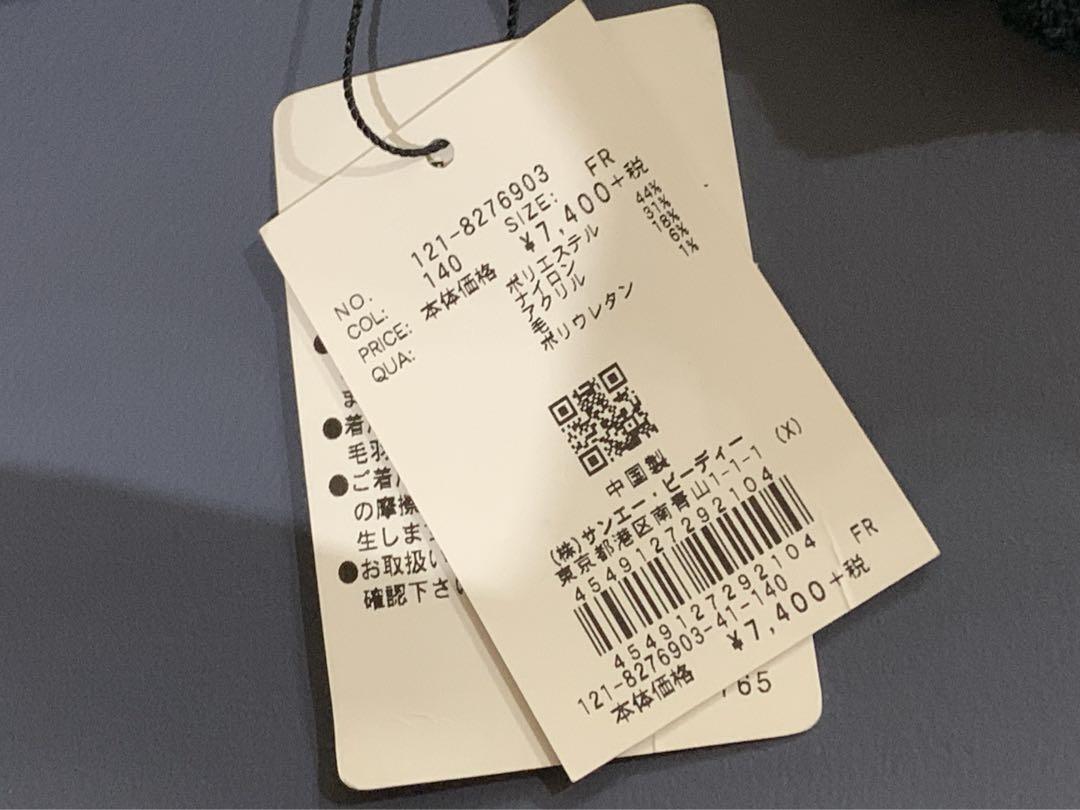 NO. 121-8276903
COL: 140 SIZE: FR
PRICE: 本体価格 ¥7,400+税
QUA: ポリエステル 44%
ナイロン 31%
アクリル 18%
毛 6%
ポリウレタン 1%
中国製
(株)サンエー・ビーディー (X)
東京都港区南青山1-1-1
4549127292104
4549127292104
121-8276903-41-140 FR
本体価格 ¥7,400+税
ま
●着
毛羽
●ご着
の摩擦
生しま
●お取扱い
確認下さい
765